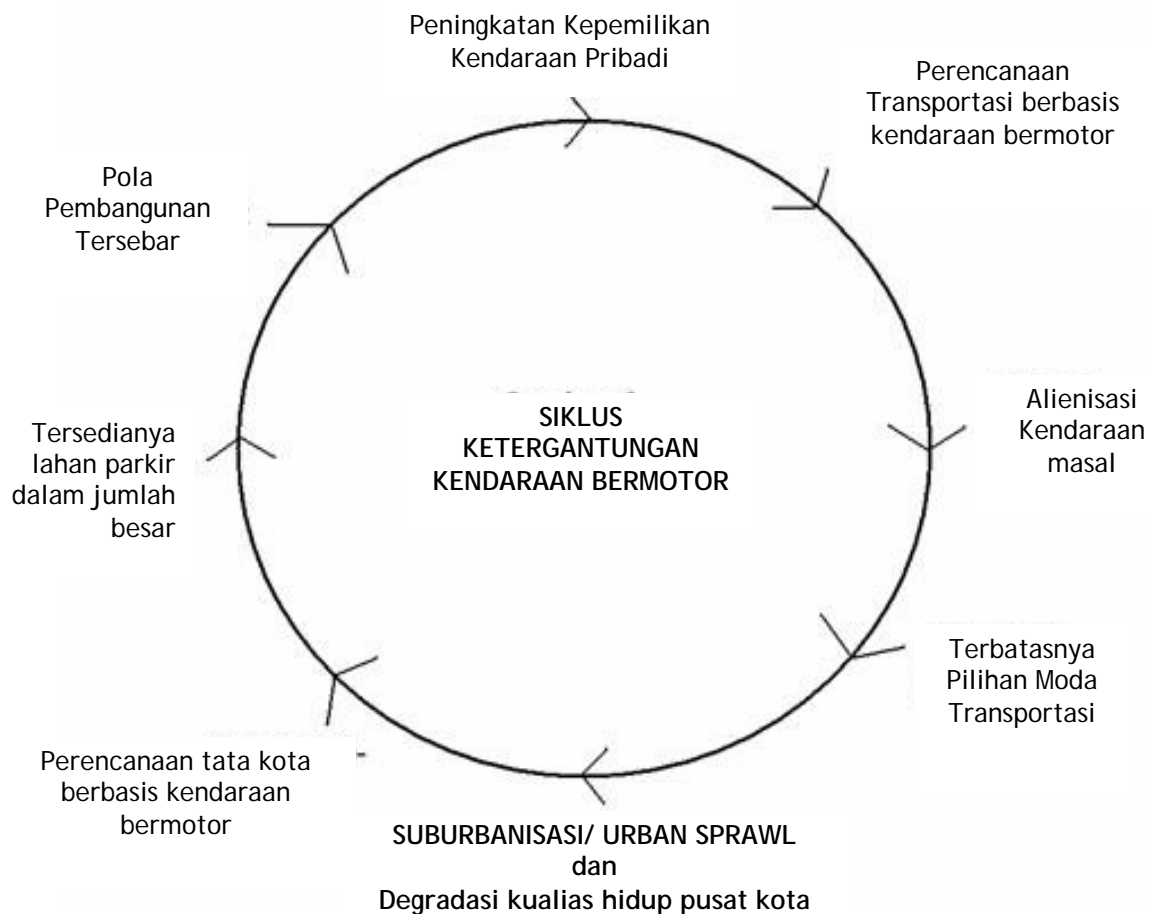 Peningkatan Kepemilikan
Kendaraan Pribadi
Perencanaan
Transportasi berbasis
kendaraan bermotor
Alienisasi
Kendaraan
masal
Terbatasnya
Pilihan Moda
Transportasi
SUBURBANISASI/ URBAN SPRAWL
dan
Degradasi kualias hidup pusat kota
Perencanaan tata kota
berbasis kendaraan
bermotor
Tersedianya
lahan parkir
dalam jumlah
besar
Pola
Pembangunan
Tersebar
SIKLUS
KETERGANTUNGAN
KENDARAAN BERMOTOR